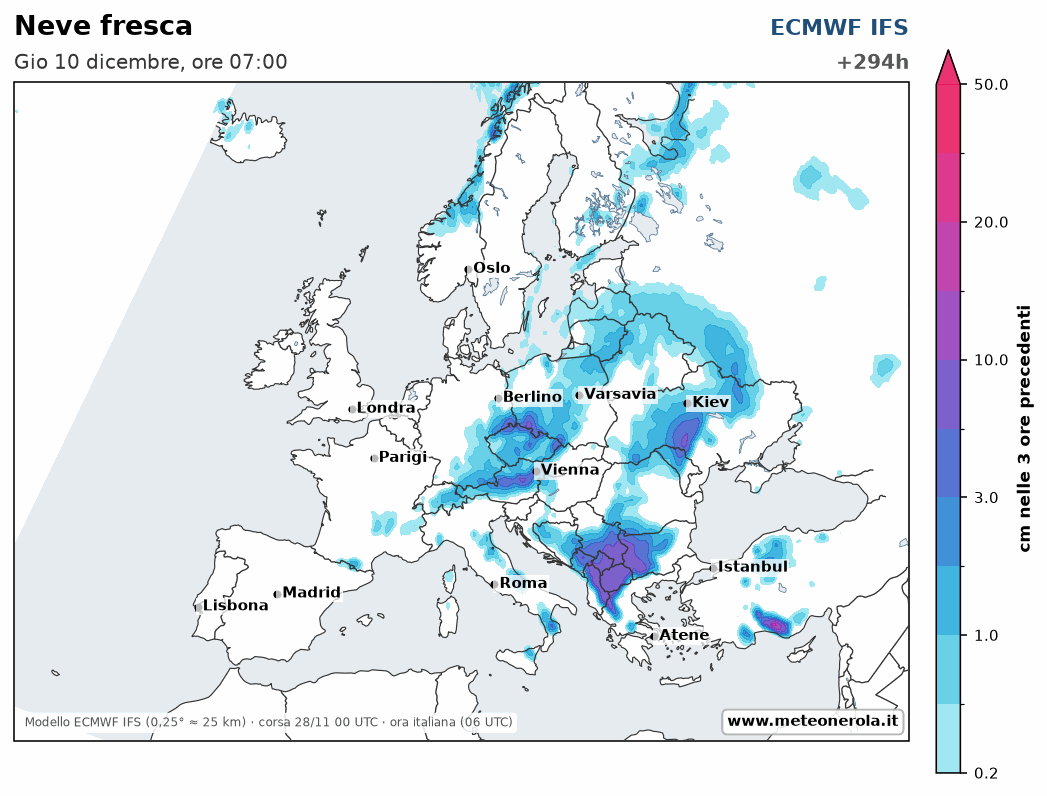 Neve fresca
ECMWF IFS
Gio 10 dicembre, ore 07:00
+294h
50.0
20.0
10.0
3.0
1.0
0.2
cm nelle 3 ore precedenti
Oslo
Berlino
Varsavia
Londra
Kiev
Parigi
Vienna
Istanbul
Roma
Madrid
Lisbona
Atene
Modello ECMWF IFS (0,25° ≈ 25 km) · corsa 28/11 00 UTC · ora italiana (06 UTC)
www.meteonerola.it